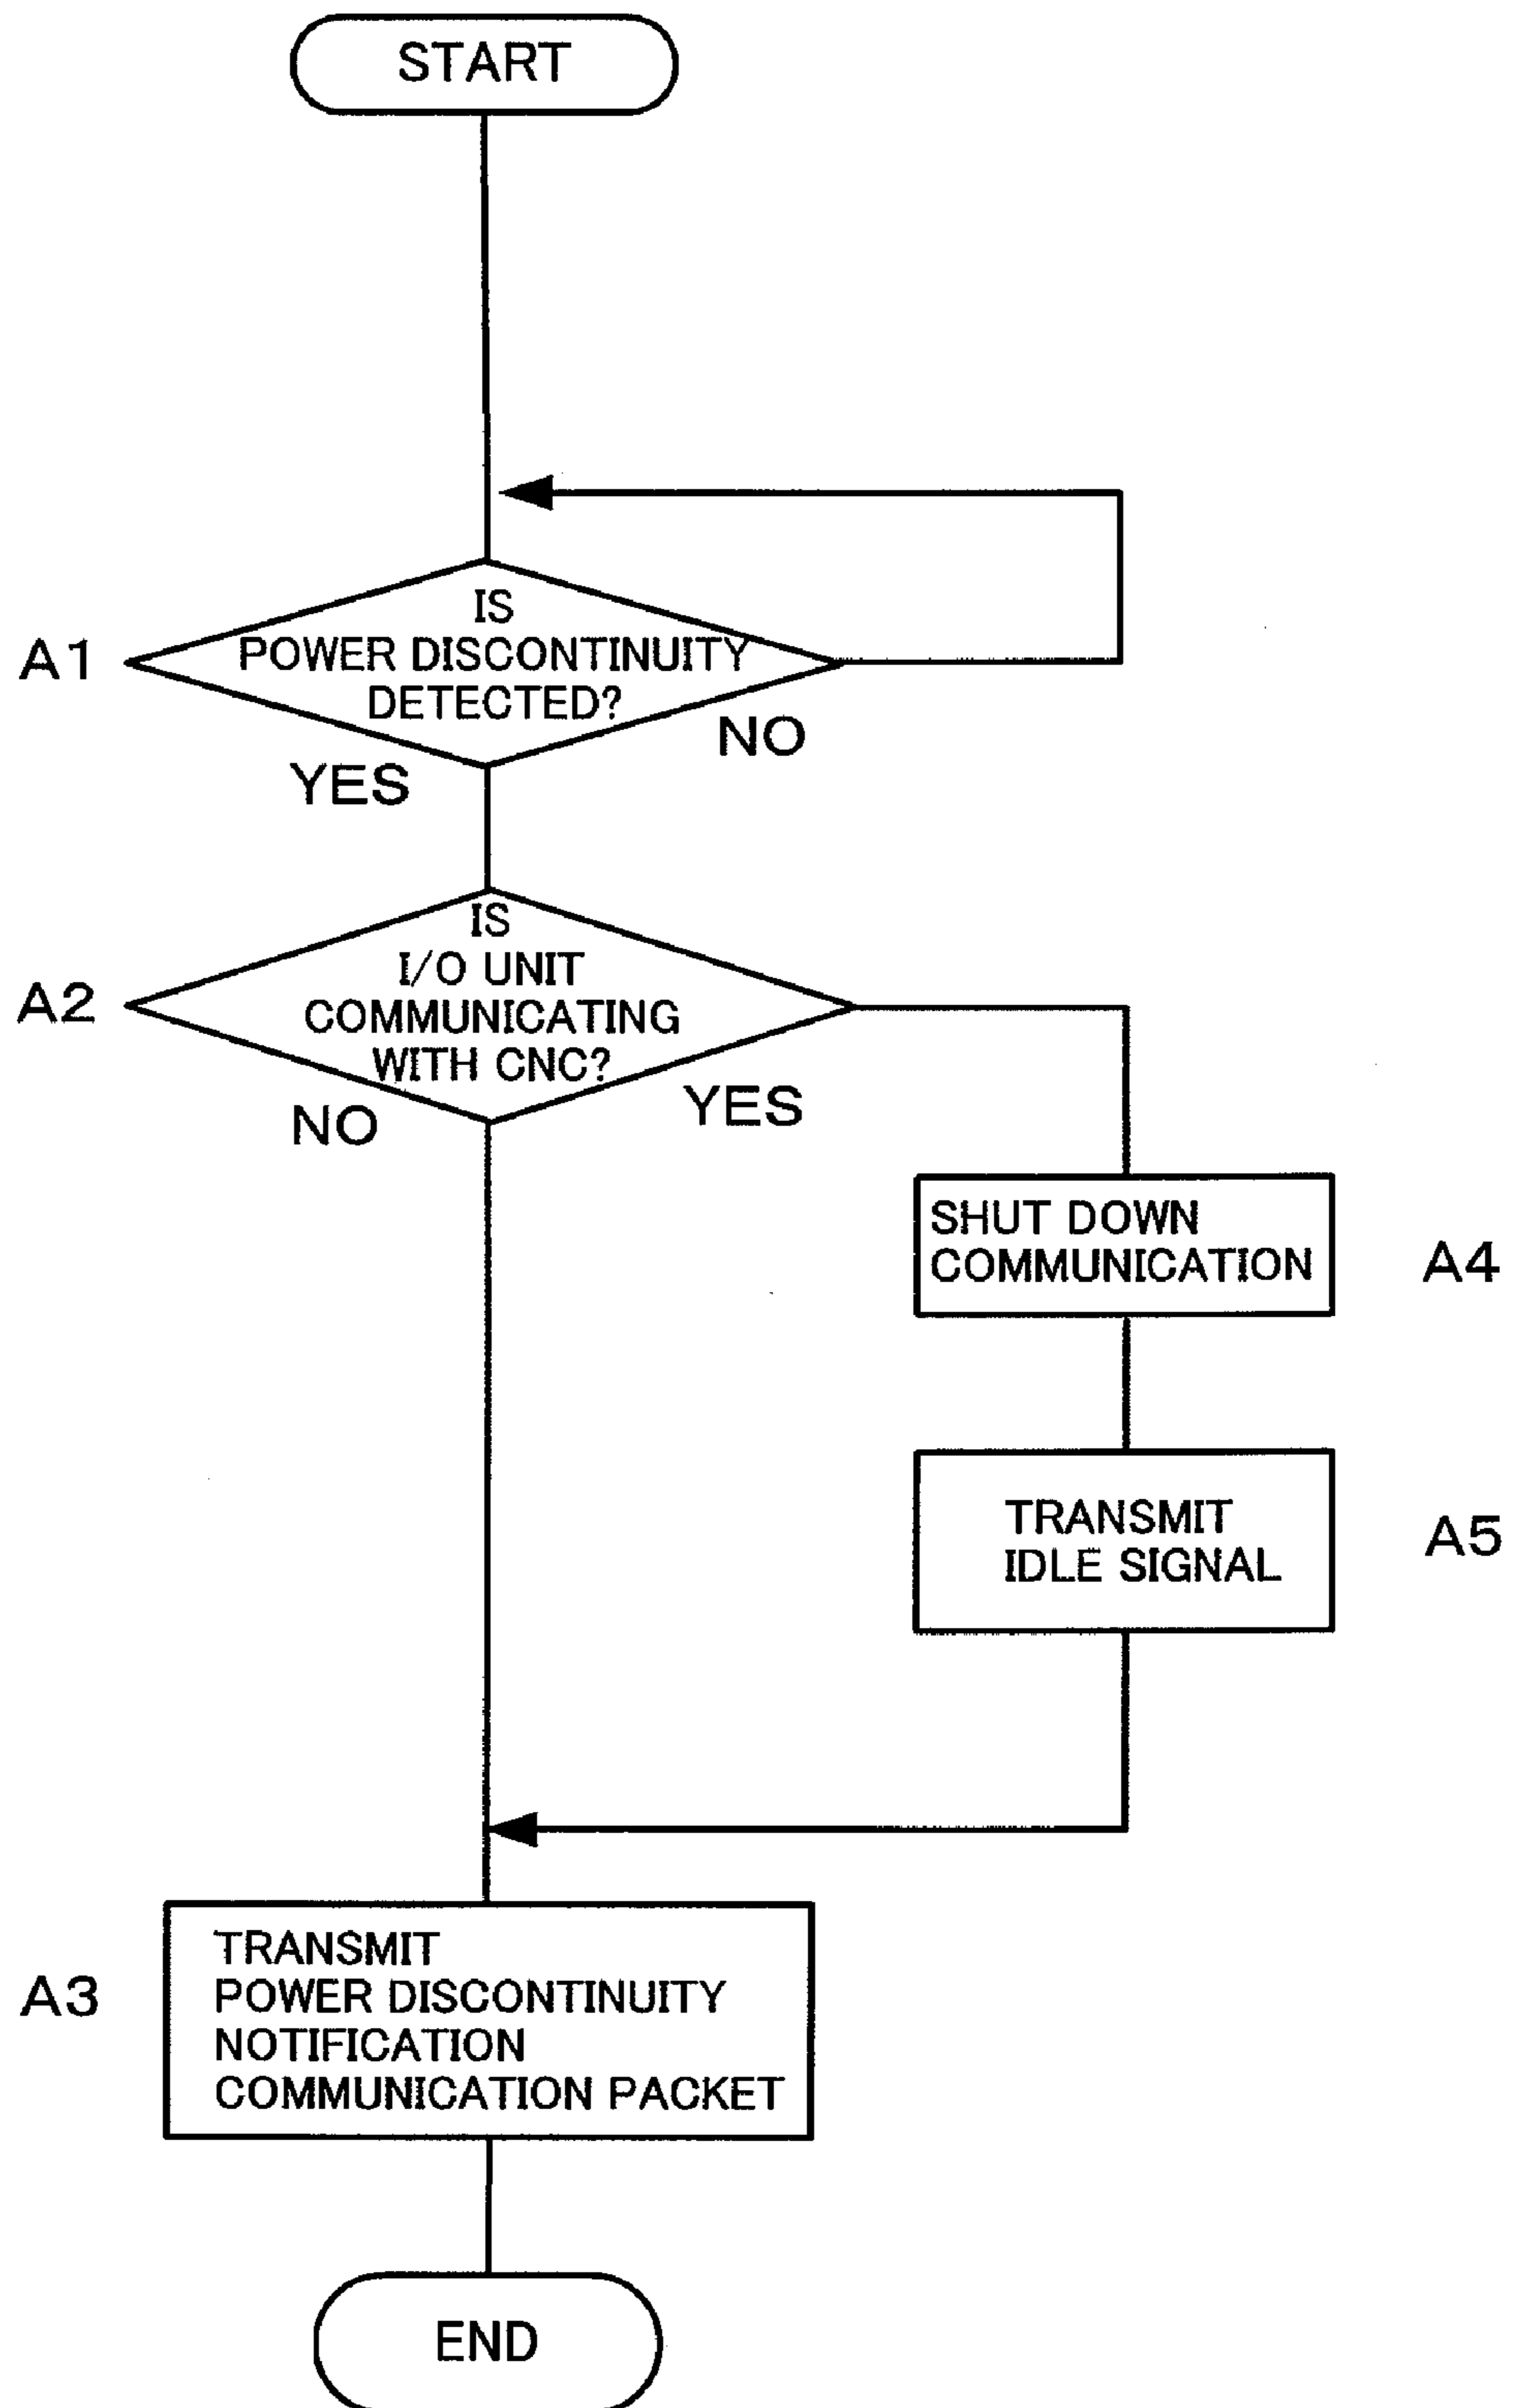 START
A1
IS
POWER DISCONTINUITY
DETECTED?
NO
YES
A2
IS
I/O UNIT
COMMUNICATING
WITH CNC?
YES
NO
SHUT DOWN
COMMUNICATION
A4
TRANSMIT
IDLE SIGNAL
A5
A3
TRANSMIT
POWER DISCONTINUITY
NOTIFICATION
COMMUNICATION PACKET
END